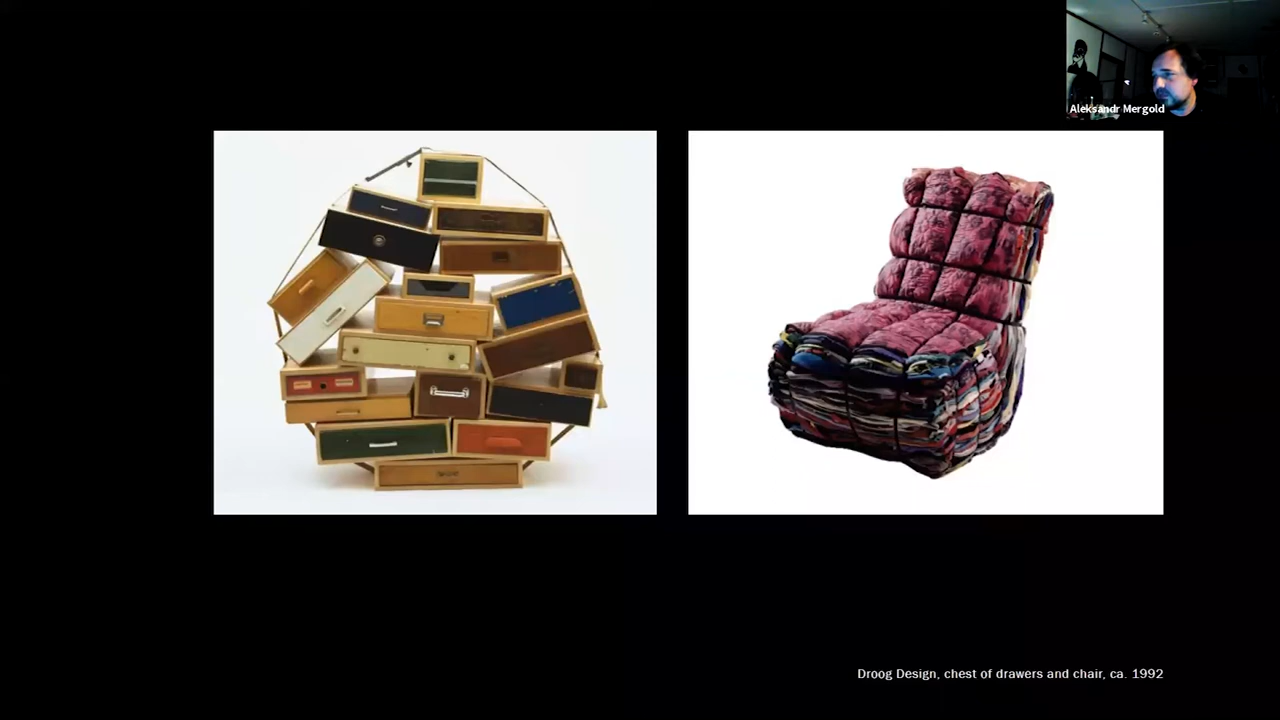 Aleksandr Mergold
Droog Design, chest of drawers and chair, ca. 1992